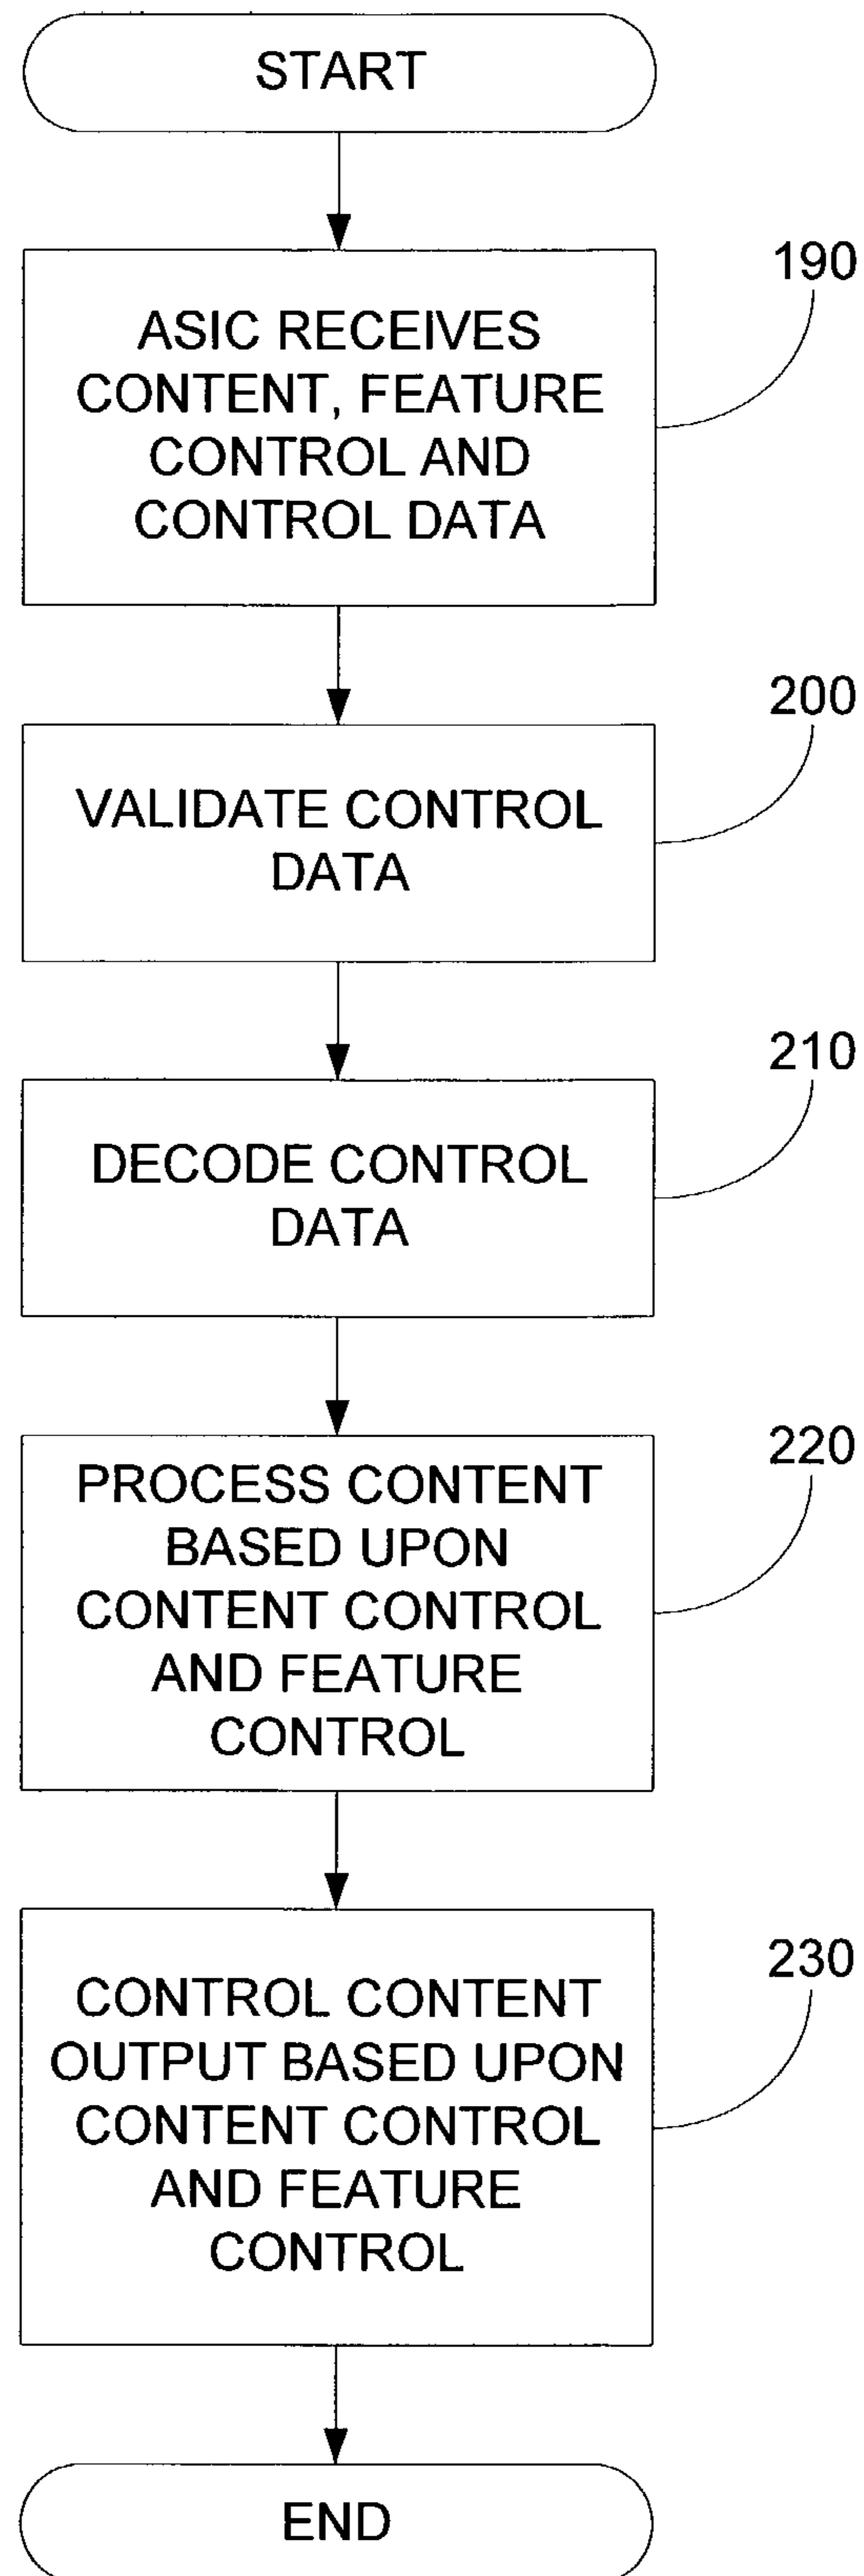 START
190
ASIC RECEIVES
CONTENT, FEATURE
CONTROL AND
CONTROL DATA
200
VALIDATE CONTROL
DATA
210
DECODE CONTROL
DATA
220
PROCESS CONTENT
BASED UPON
CONTENT CONTROL
AND FEATURE
CONTROL
230
CONTROL CONTENT
OUTPUT BASED UPON
CONTENT CONTROL
AND FEATURE
CONTROL
END